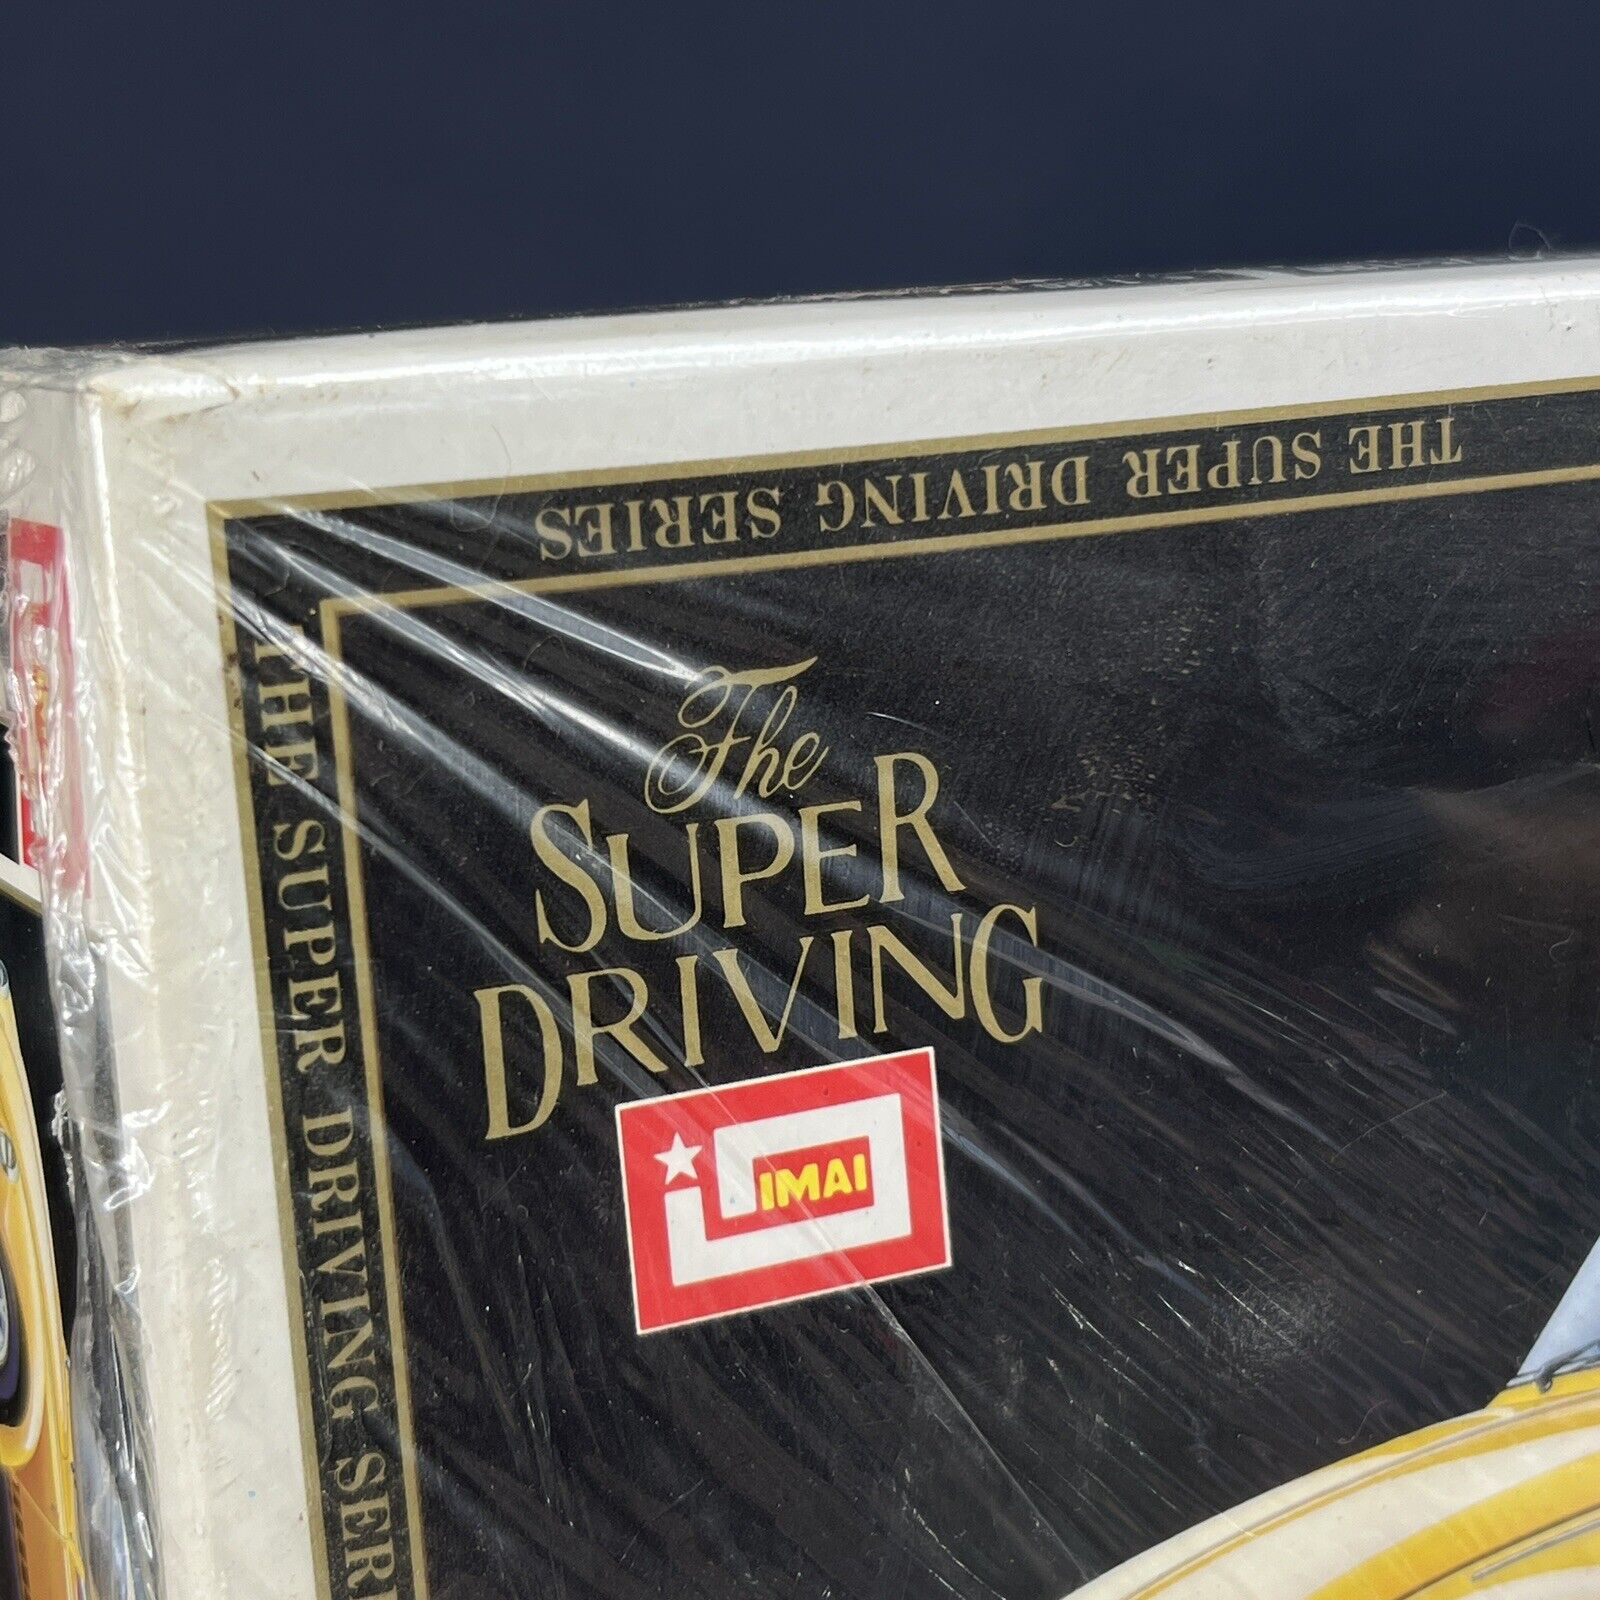 THE SUPER DRIVING SERIES
THE SUPER DRIVING SER
The
SUPER
DRIVING
IMAI